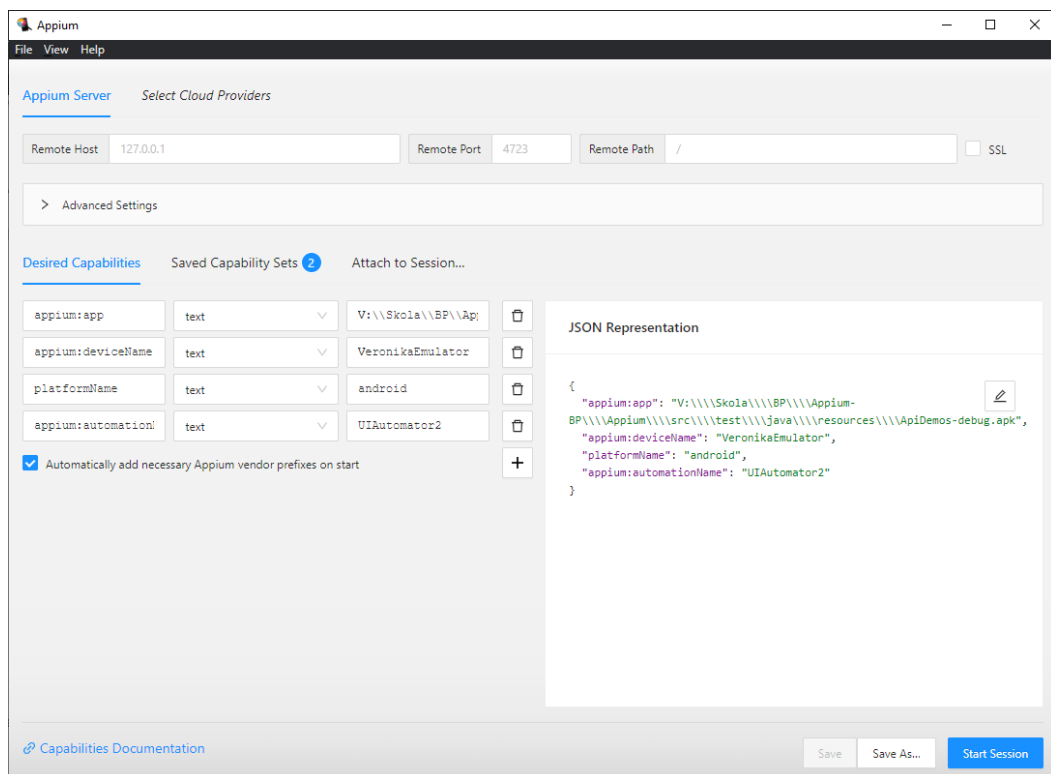 Appium
File View Help
Appium Server Select Cloud Providers
Remote Host 127.0.0.1 Remote Port 4723 Remote Path / SSL
Advanced Settings
Desired Capabilities Saved Capability Sets 2 Attach to Session...
appium:app text V:\\Skola\\BP\\Ap
appium:deviceName text VeronikaEmulator
platformName text android
appium:automation text UIAutomator2
Automatically add necessary Appium vendor prefixes on start
JSON Representation
{
"appium:app": "V:\\\\Skola\\\\BP\\\\Appium-
BP\\\\Appium\\\\src\\\\test\\\\java\\\\resources\\\\ApiDemos-debug.apk",
"appium:deviceName": "VeronikaEmulator",
"platformName": "android",
"appium:automationName": "UIAutomator2"
}
Capabilities Documentation
Save Save As... Start Session